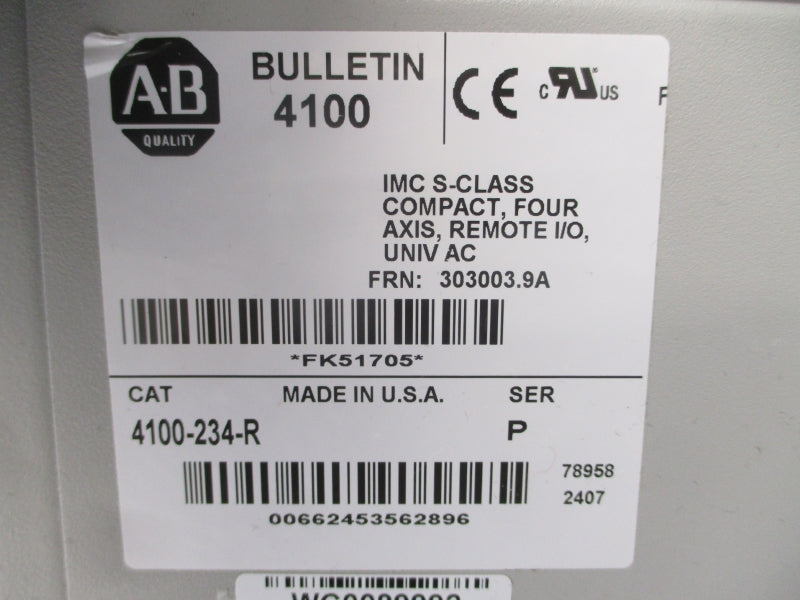 A-B
QUALITY
BULLETIN
4100
CE
c RU US
IMC S-CLASS
COMPACT, FOUR
AXIS, REMOTE I/O,
UNIV AC
FRN: 303003.9A
*FK51705*
CAT MADE IN U.S.A. SER
4100-234-R P
78958
2407
00662453562896